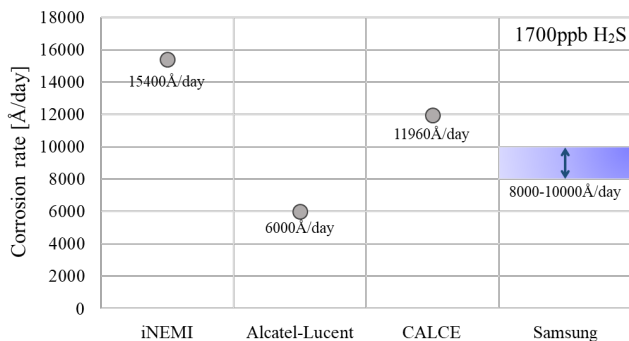 18000
1700ppb H₂S
16000
15400Å/day
14000
12000
11960Å/day
10000
8000
8000-10000Å/day
6000
6000Å/day
4000
2000
0
Corrosion rate [Å/day]
iNEMI Alcatel-Lucent CALCE Samsung